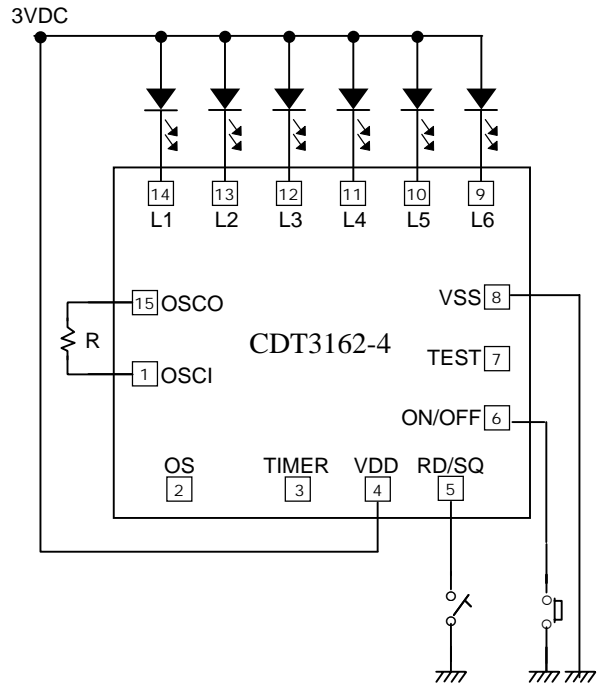 3VDC
14 13 12 11 10 9
L1 L2 L3 L4 L5 L6
VSS 8
15 OSCO
R
CDT3162-4
TEST 7
1 OSCI
ON/OFF 6
OS TIMER VDD RD/SQ
2 3 4 5